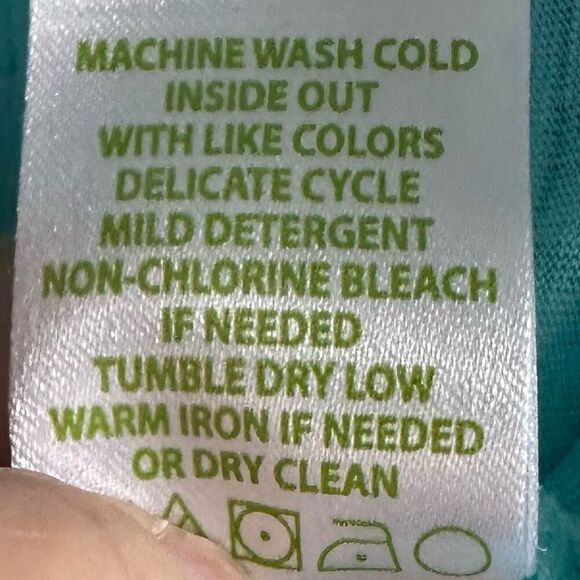 MACHINE WASH COLD
INSIDE OUT
WITH LIKE COLORS
DELICATE CYCLE
MILD DETERGENT
NON-CHLORINE BLEACH
IF NEEDED
TUMBLE DRY LOW
WARM IRON IF NEEDED
OR DRY CLEAN